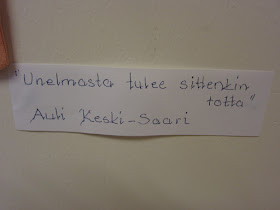 "Unelmasta tulee sittenkin
totta"
Auli Keski-Saari